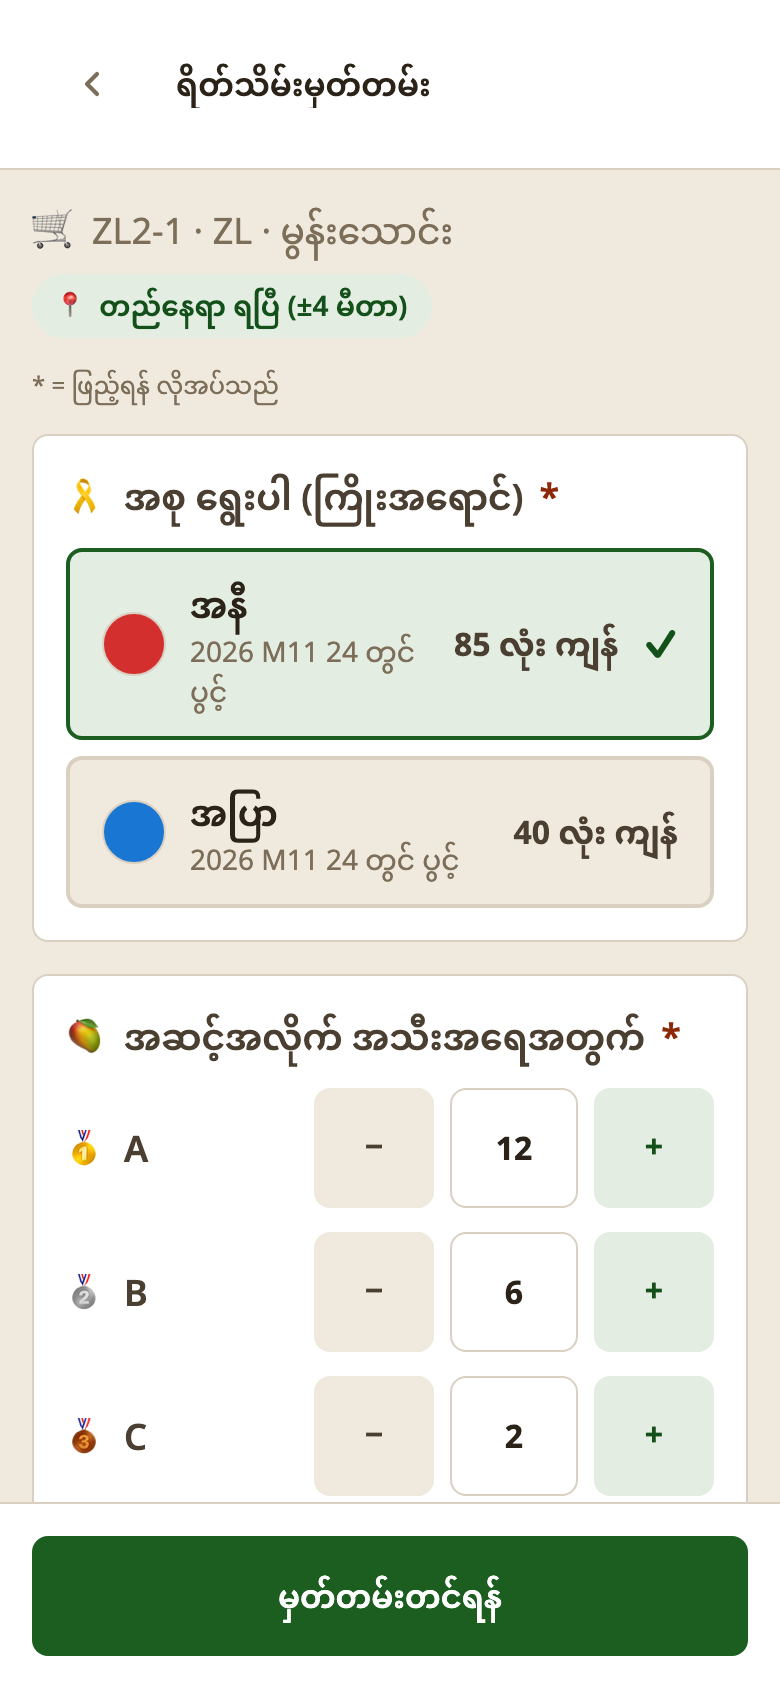 ရိတ်သိမ်းမှတ်တမ်း
ZL2-1 · ZL · မွန်းသောင်း
တည်နေရာ ရပြီ (±4 မီတာ)
* = ဖြည့်ရန် လိုအပ်သည်
အစု ရွေးပါ (ကြိုးအရောင်) *
အနီ
2026 M11 24 တွင် ပွင့်
85 လုံး ကျန် ✓
အပြာ
2026 M11 24 တွင် ပွင့်
40 လုံး ကျန်
အဆင့်အလိုက် အသီးအရေအတွက် *
1 A − 12 +
2 B − 6 +
3 C − 2 +
မှတ်တမ်းတင်ရန်